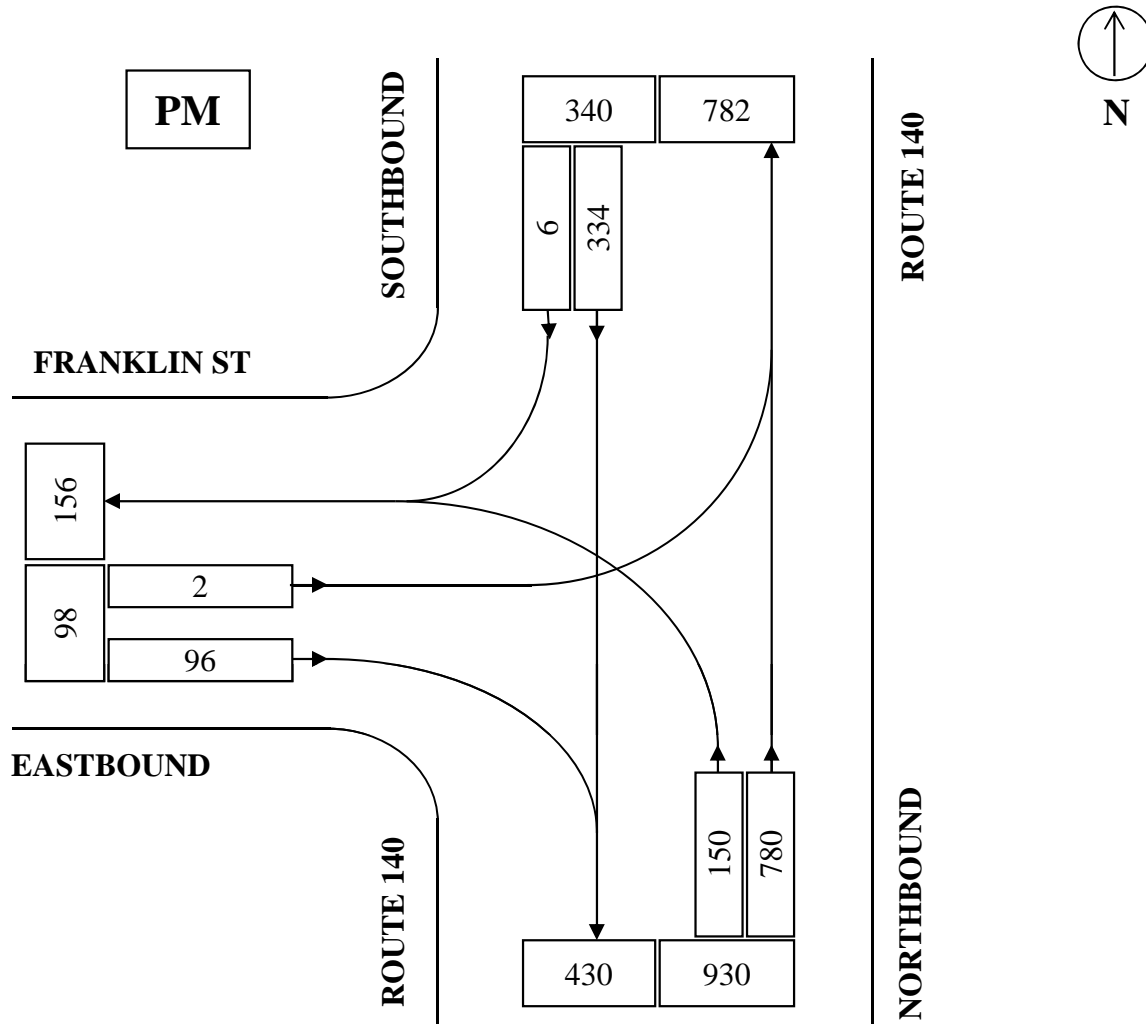 PM
SOUTHBOUND
340
782
ROUTE 140
N
6
334
FRANKLIN ST
156
2
98
96
EASTBOUND
150
780
ROUTE 140
NORTHBOUND
430
930